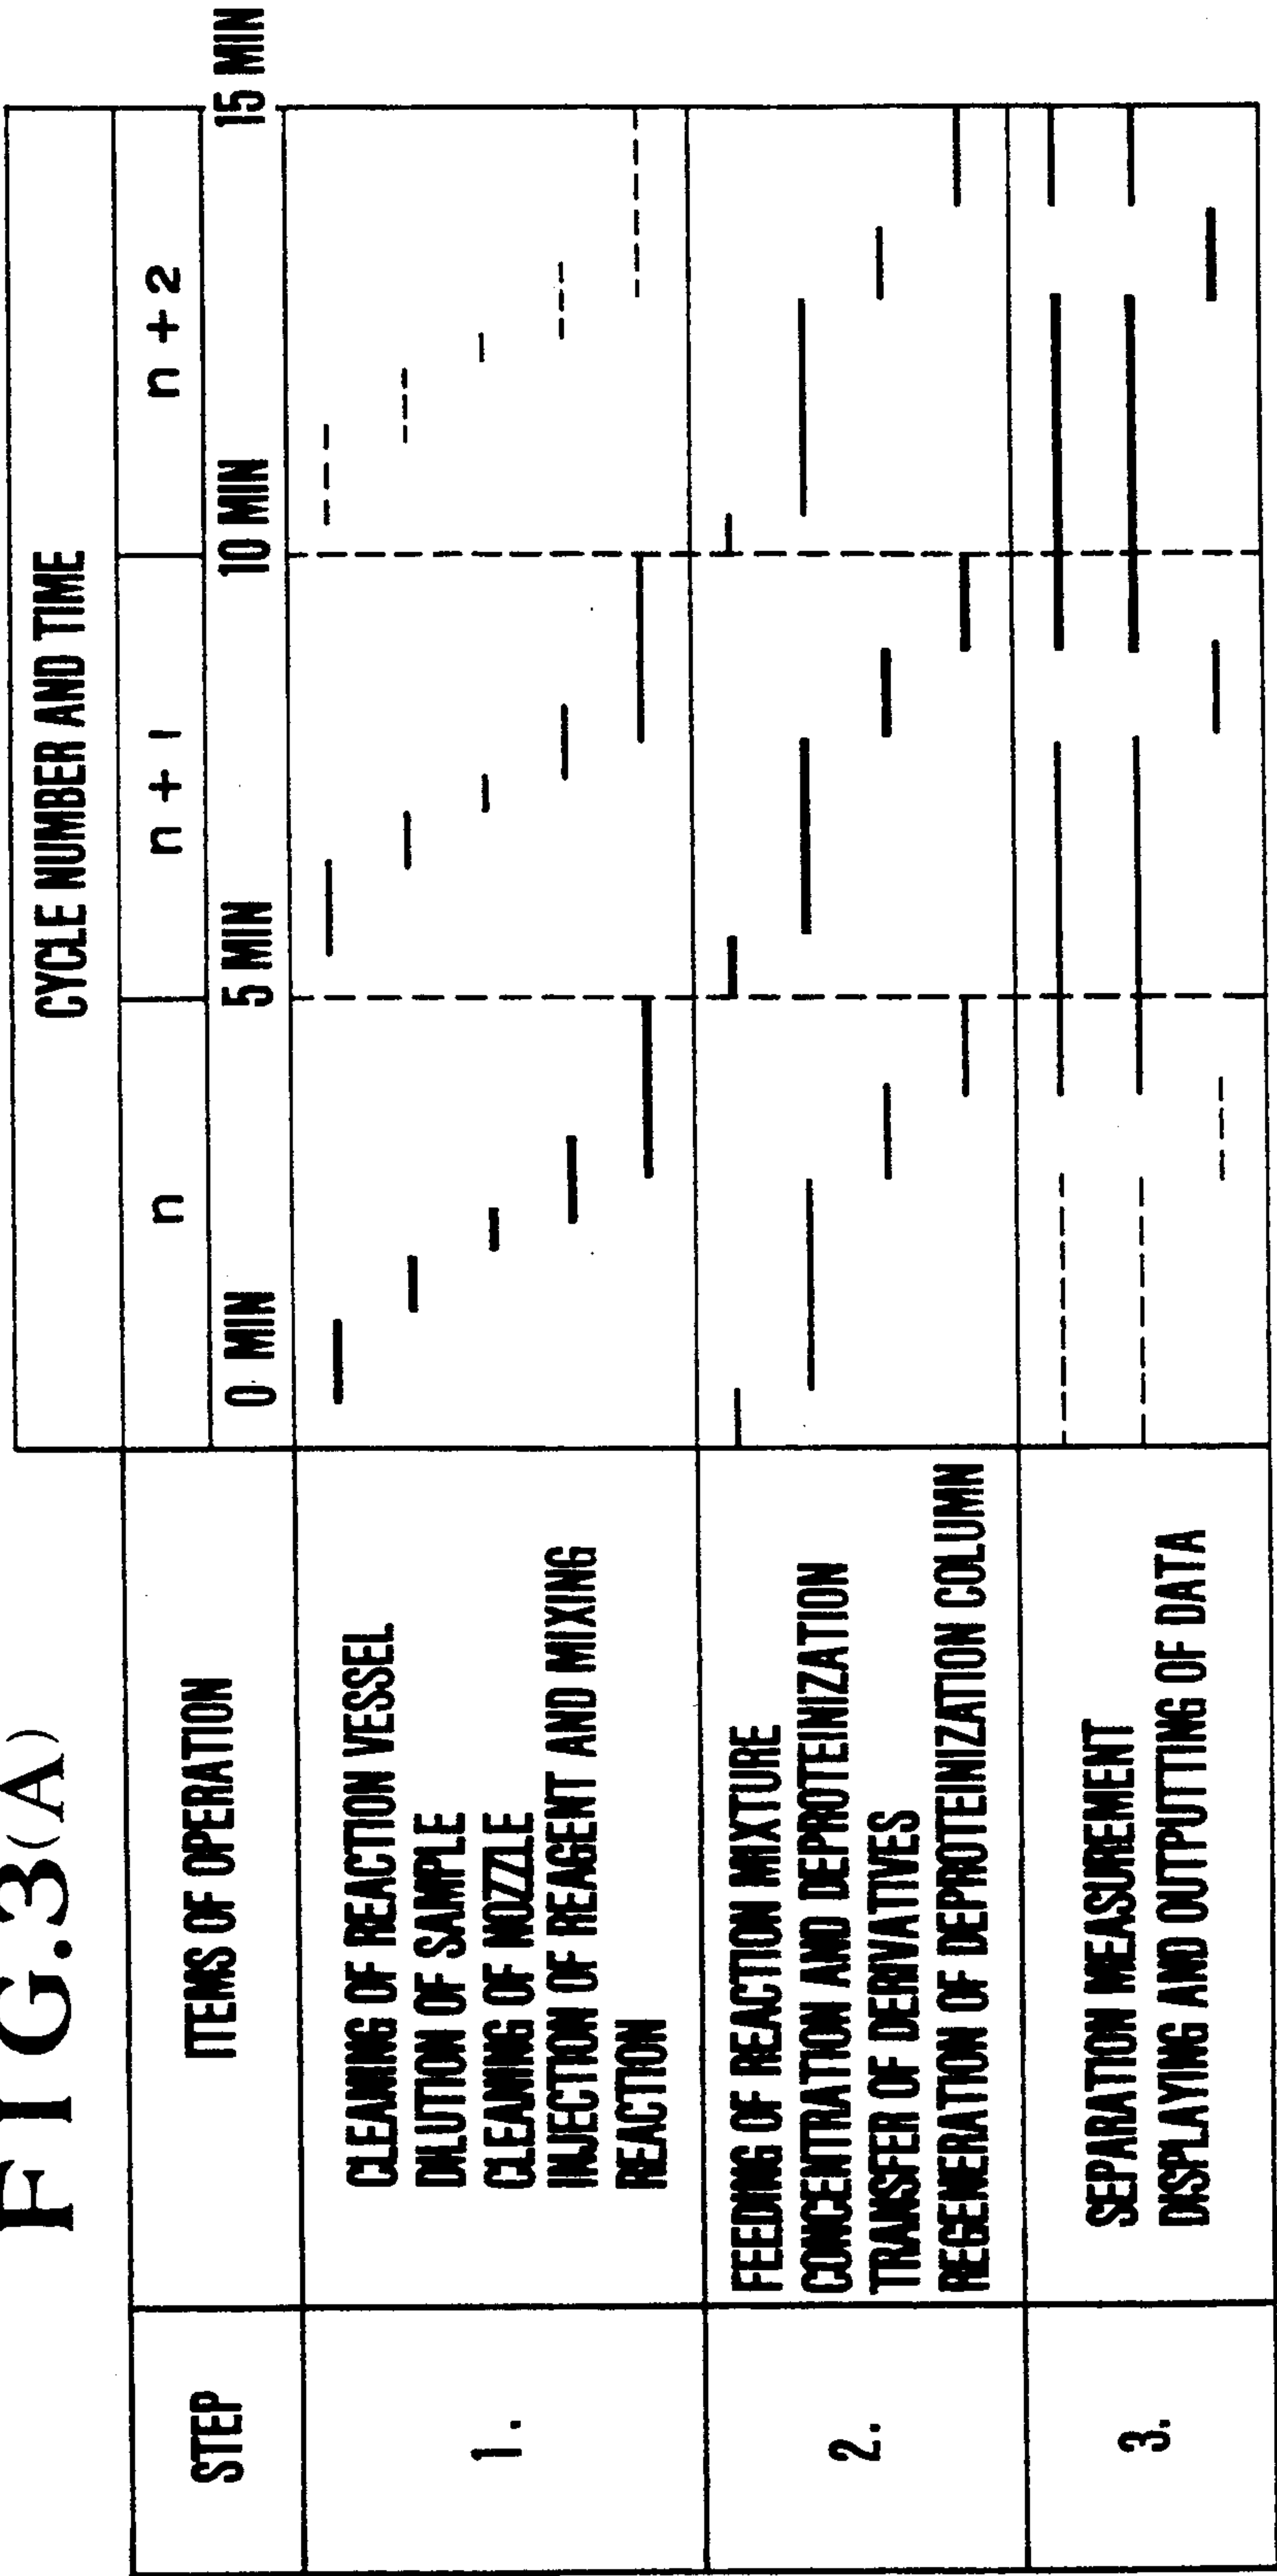 FIG.3(A)
CYCLE NUMBER AND TIME
STEP
ITEMS OF OPERATION
n
n + 1
n + 2
0 MIN
5 MIN
10 MIN
15 MIN
1.
CLEANING OF REACTION VESSEL
DILUTION OF SAMPLE
CLEANING OF NOZZLE
INJECTION OF REAGENT AND MIXING
REACTION
2.
FEEDING OF REACTION MIXTURE
CONCENTRATION AND DEPROTEINIZATION
TRANSFER OF DERIVATIVES
REGENERATION OF DEPROTEINIZATION COLUMN
3.
SEPARATION MEASUREMENT
DISPLAYING AND OUTPUTTING OF DATA